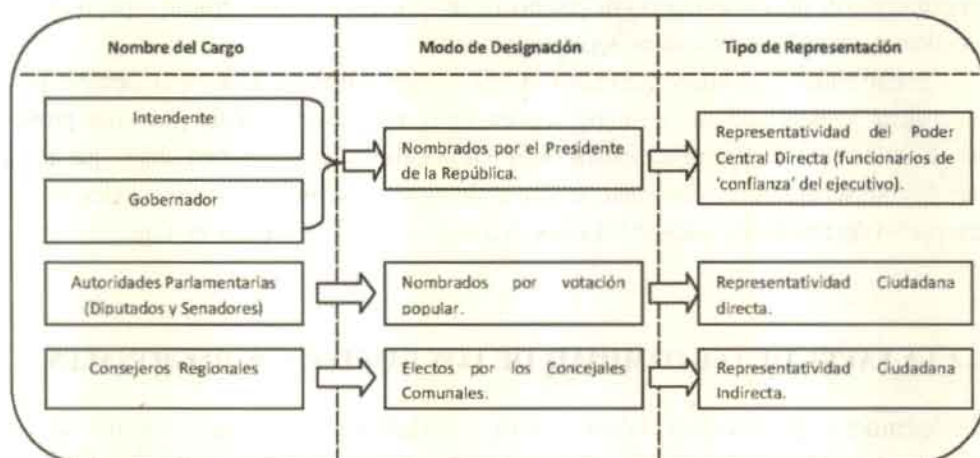 Nombre del Cargo
Modo de Designación
Tipo de Representación
Intendente
Gobernador
Nombrados por el Presidente
de la República.
Representatividad del Poder
Central Directa (funcionarios de
‘confianza’ del ejecutivo).
Autoridades Parlamentarias
(Diputados y Senadores)
Nombrados por votación
popular.
Representatividad Ciudadana
directa.
Consejeros Regionales
Electos por los Concejales
Comunales.
Representatividad Ciudadana
Indirecta.